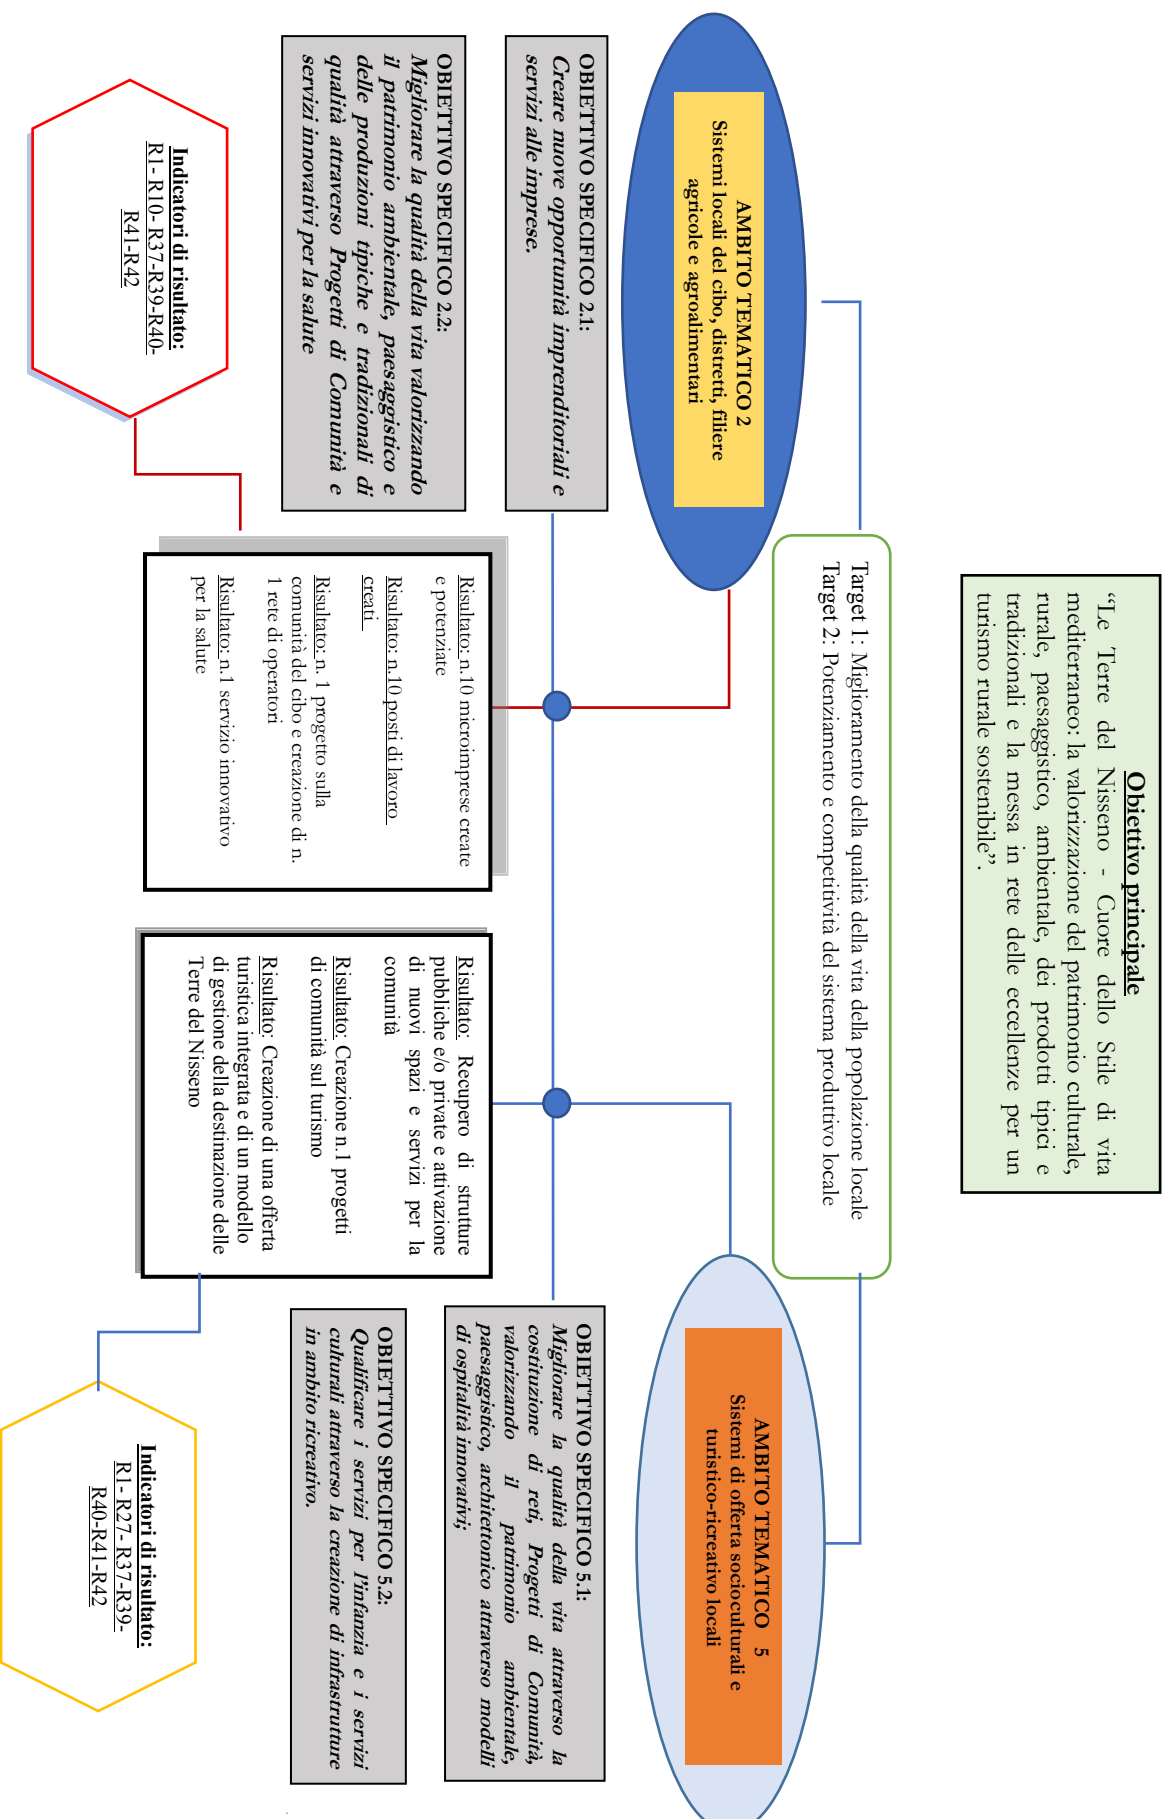 Obiettivo principale
“Le Terre del Nisseno - Cuore dello Stile di vita
mediterraneo: la valorizzazione del patrimonio culturale,
rurale, paesaggistico, ambientale, dei prodotti tipici e
tradizionali e la messa in rete delle eccellenze per un
turismo rurale sostenibile”.
Target 1: Miglioramento della qualità della vita della popolazione locale
Target 2: Potenziamento e competitività del sistema produttivo locale
AMBITO TEMATICO 2
Sistemi locali del cibo, distretti, filiere
agricole e agroalimentari
AMBITO TEMATICO 5
Sistemi di offerta socioculturali e
turistico-ricreativo locali
OBIETTIVO SPECIFICO 2.1:
Creare nuove opportunità imprenditoriali e
servizi alle imprese.
OBIETTIVO SPECIFICO 2.2:
Migliorare la qualità della vita valorizzando
il patrimonio ambientale, paesaggistico e
delle produzioni tipiche e tradizionali di
qualità attraverso Progetti di Comunità e
servizi innovativi per la salute
Risultato: n.10 microimprese create
e potenziate
Risultato: n.10 posti di lavoro
creati
Risultato: n. 1 progetto sulla
comunità del cibo e creazione di n.
1 rete di operatori
Risultato: n.1 servizio innovativo
per la salute
Risultato: Recupero di strutture
pubbliche e/o private e attivazione
di nuovi spazi e servizi per la
comunità
Risultato: Creazione n.1 progetti
di comunità sul turismo
Risultato: Creazione di una offerta
turistica integrata e di un modello
di gestione della destinazione delle
Terre del Nisseno
OBIETTIVO SPECIFICO 5.1:
Migliorare la qualità della vita attraverso la
costituzione di reti, Progetti di Comunità,
valorizzando il patrimonio ambientale,
paesaggistico, architettonico attraverso modelli
di ospitalità innovativi;
OBIETTIVO SPECIFICO 5.2:
Qualificare i servizi per l'infanzia e i servizi
culturali attraverso la creazione di infrastrutture
in ambito ricreativo.
Indicatori di risultato:
R1- R10- R37-R39-R40-
R41-R42
Indicatori di risultato:
R1- R27- R37-R39-
R40-R41-R42